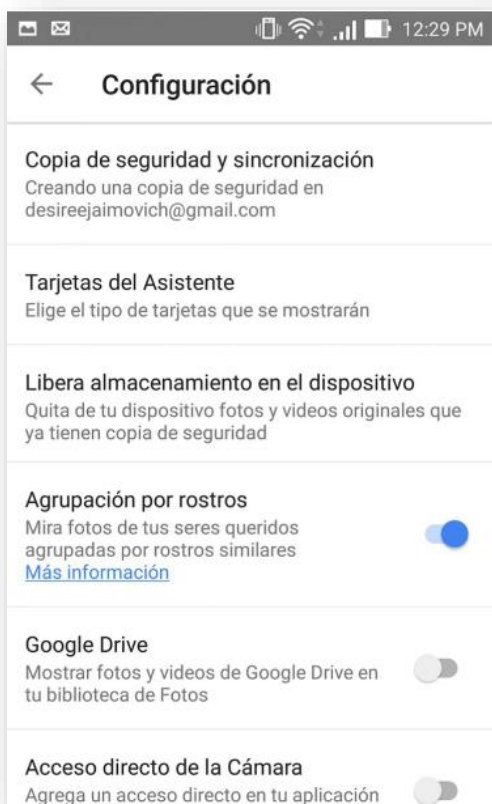 12:29 PM
Configuración
Copia de seguridad y sincronización
Creando una copia de seguridad en
desireejaimovich@gmail.com
Tarjetas del Asistente
Elige el tipo de tarjetas que se mostrarán
Libera almacenamiento en el dispositivo
Quita de tu dispositivo fotos y videos originales que
ya tienen copia de seguridad
Agrupación por rostros
Mira fotos de tus seres queridos
agrupadas por rostros similares
Más información
Google Drive
Mostrar fotos y videos de Google Drive en
tu biblioteca de Fotos
Acceso directo de la Cámara
Agrega un acceso directo en tu aplicación